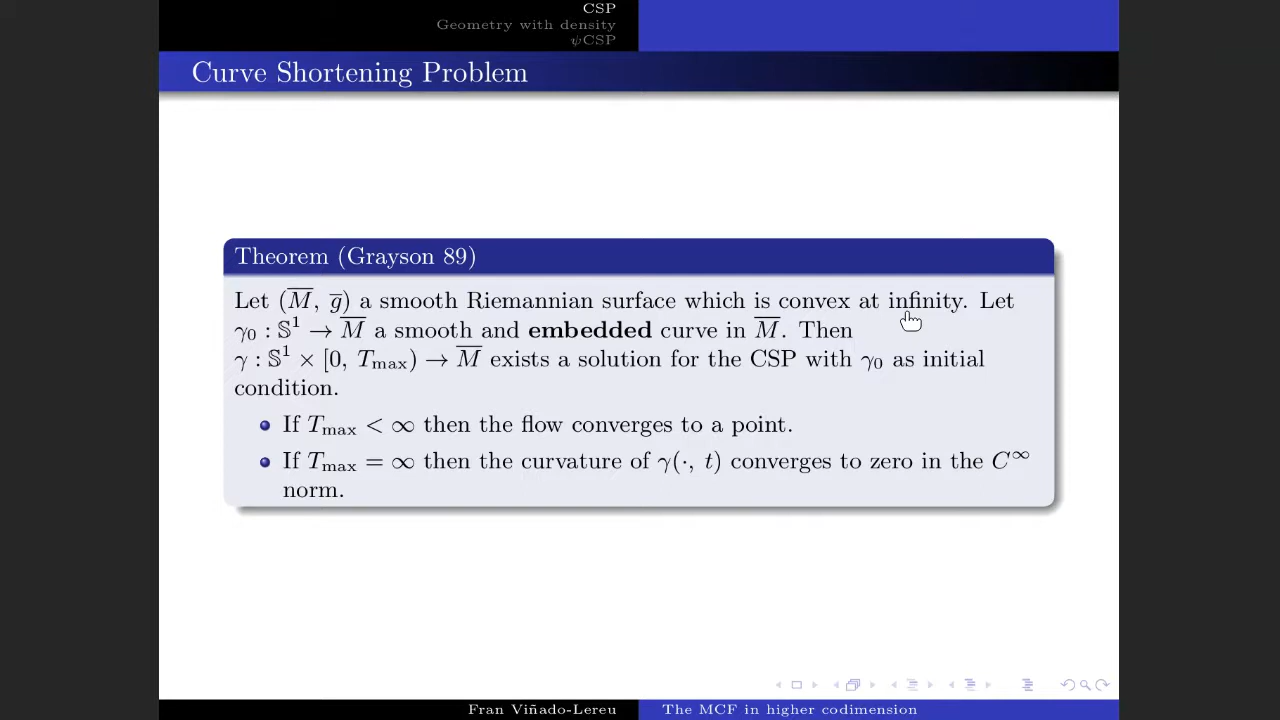 CSP
Geometry with density
ψCSP
Curve Shortening Problem
Theorem (Grayson 89)
Let (M̅, g̅) a smooth Riemannian surface which is convex at infinity. Let
γ₀ : 𝕊¹ → M̅ a smooth and embedded curve in M̅. Then
γ : 𝕊¹ × [0, Tmax) → M̅ exists a solution for the CSP with γ₀ as initial
condition.
If Tmax < ∞ then the flow converges to a point.
If Tmax = ∞ then the curvature of γ(·, t) converges to zero in the C∞
norm.
Fran Viñado-Lereu
The MCF in higher codimension